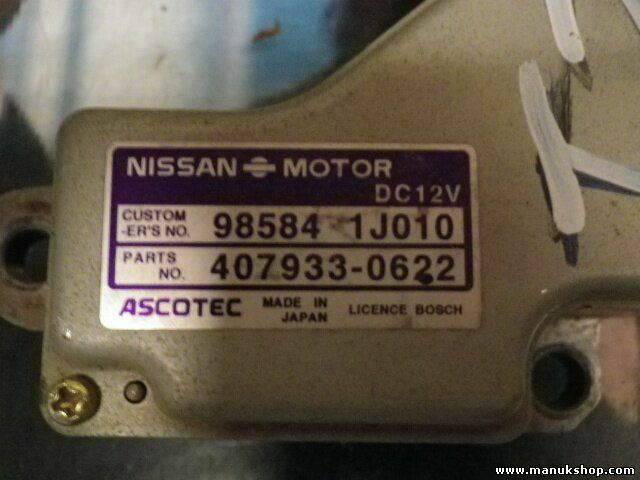 NISSAN MOTOR
DC12V
CUSTOM
-ER'S NO. 98584 1J010
PARTS
NO. 407933-0622
ASCOTEC MADE IN
JAPAN LICENCE BOSCH
www.manukshop.com